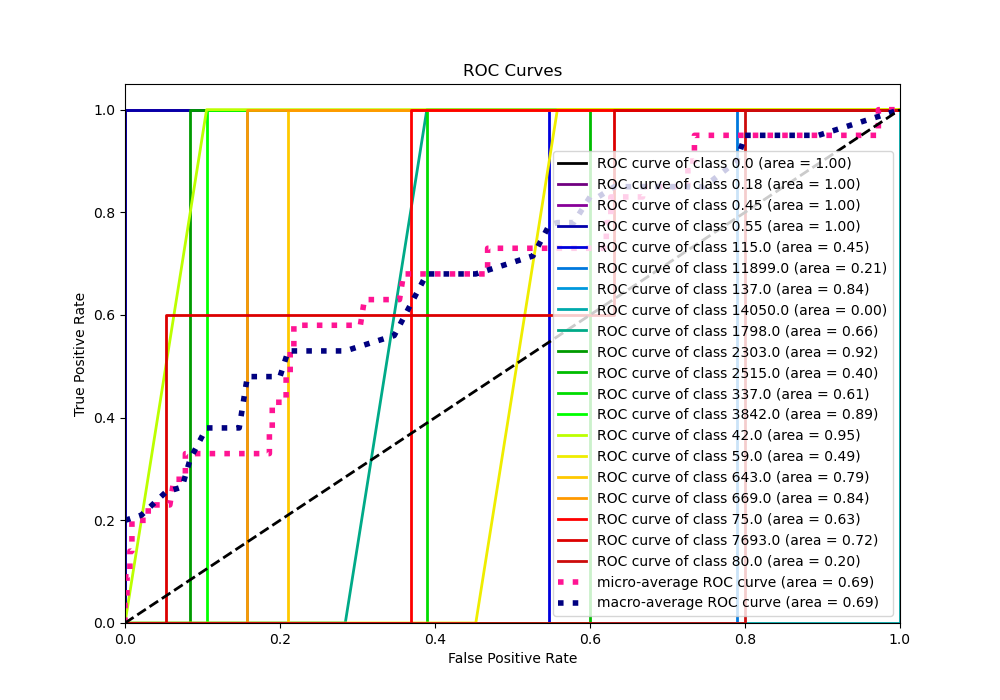 ROC Curves
1.0
0.8
0.6
0.4
0.2
0.0
True Positive Rate
ROC curve of class 0.0 (area = 1.00)
ROC curve of class 0.18 (area = 1.00)
ROC curve of class 0.45 (area = 1.00)
ROC curve of class 0.55 (area = 1.00)
ROC curve of class 115.0 (area = 0.45)
ROC curve of class 11899.0 (area = 0.21)
ROC curve of class 137.0 (area = 0.84)
ROC curve of class 14050.0 (area = 0.00)
ROC curve of class 1798.0 (area = 0.66)
ROC curve of class 2303.0 (area = 0.92)
ROC curve of class 2515.0 (area = 0.40)
ROC curve of class 337.0 (area = 0.61)
ROC curve of class 3842.0 (area = 0.89)
ROC curve of class 42.0 (area = 0.95)
ROC curve of class 59.0 (area = 0.49)
ROC curve of class 643.0 (area = 0.79)
ROC curve of class 669.0 (area = 0.84)
ROC curve of class 75.0 (area = 0.63)
ROC curve of class 7693.0 (area = 0.72)
ROC curve of class 80.0 (area = 0.20)
micro-average ROC curve (area = 0.69)
macro-average ROC curve (area = 0.69)
0.0 0.2 0.4 0.6 0.8 1.0
False Positive Rate